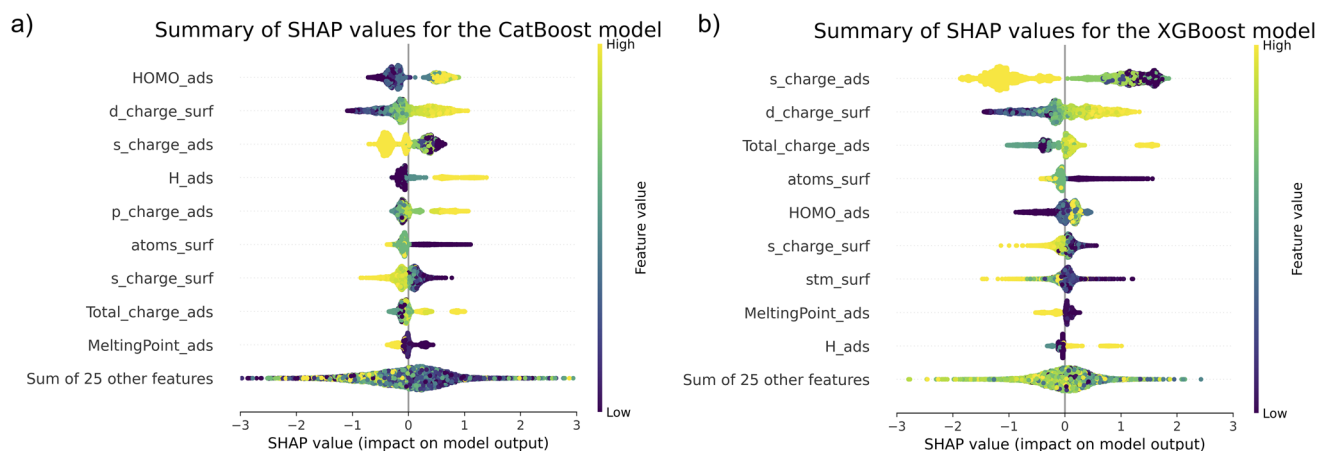 a)
Summary of SHAP values for the CatBoost model
High
HOMO_ads
d_charge_surf
s_charge_ads
H_ads
p_charge_ads
atoms_surf
s_charge_surf
Total_charge_ads
MeltingPoint_ads
Sum of 25 other features
Feature value
Low
−3 −2 −1 0 1 2 3
SHAP value (impact on model output)
b)
Summary of SHAP values for the XGBoost model
High
s_charge_ads
d_charge_surf
Total_charge_ads
atoms_surf
HOMO_ads
s_charge_surf
stm_surf
MeltingPoint_ads
H_ads
Sum of 25 other features
Feature value
Low
−3 −2 −1 0 1 2 3
SHAP value (impact on model output)